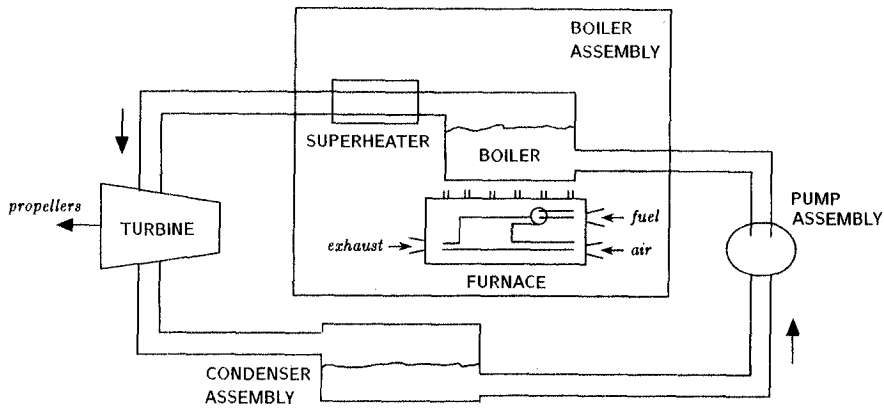 BOILER
ASSEMBLY
SUPERHEATER
BOILER
PUMP
ASSEMBLY
propellers
TURBINE
fuel
exhaust
air
FURNACE
CONDENSER
ASSEMBLY